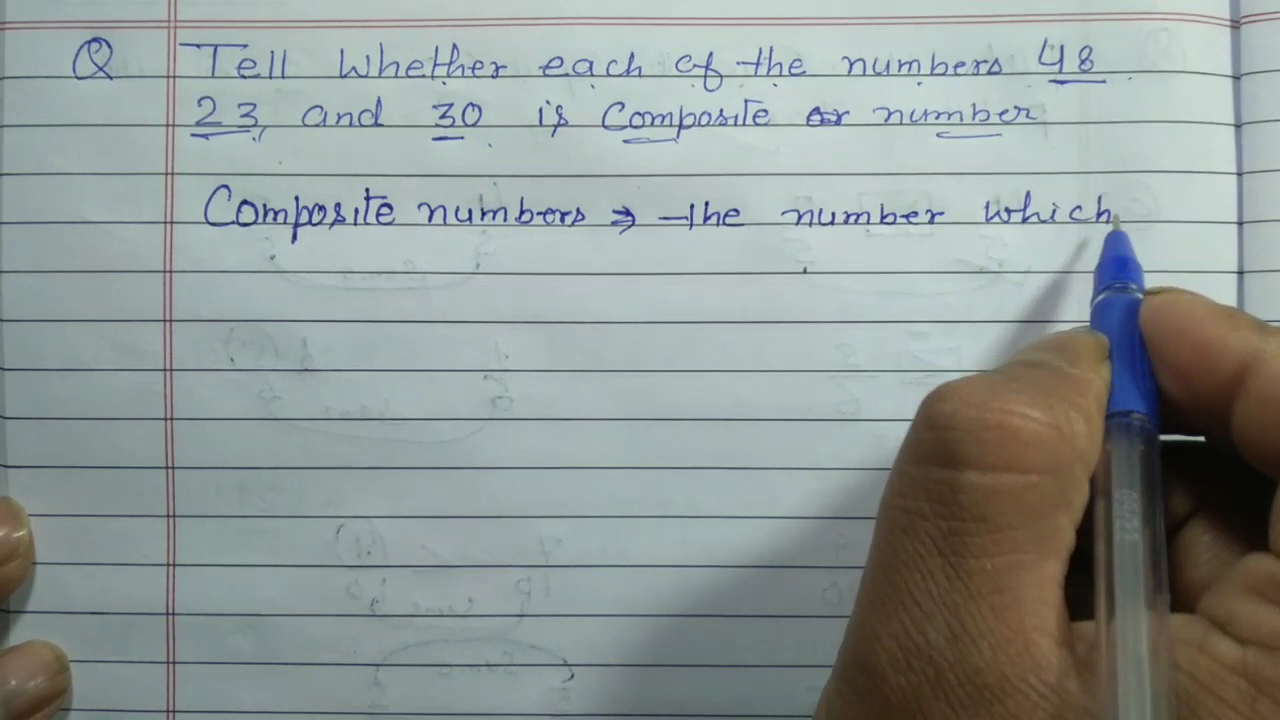 Q Tell whether each of the numbers 48
23, and 30 is Composite or number
Composite numbers → the number which